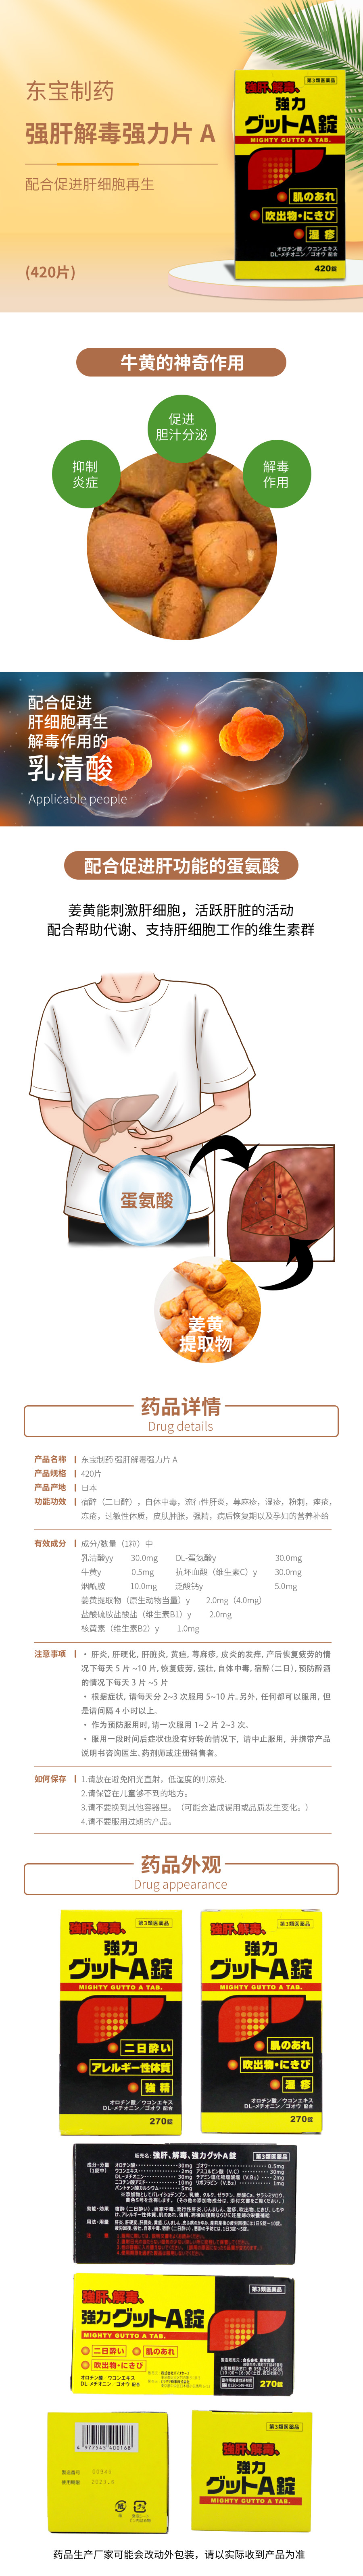 东宝制药
强肝解毒强力片 A
配合促进肝细胞再生
(420片)
第3類医薬品
強肝、解毒、
強力
グットA錠
MIGHTY GUTTO A TAB.
肌のあれ
吹出物・にきび
湿疹
オロチン酸/ウコンエキス
DL-メチオニン/ゴオウ 配合
420錠
牛黄的神奇作用
促进
胆汁分泌
抑制
炎症
解毒
作用
配合促进
肝细胞再生
解毒作用的
乳清酸
Applicable people
配合促进肝功能的蛋氨酸
姜黄能刺激肝细胞，活跃肝脏的活动
配合帮助代谢、支持肝细胞工作的维生素群
蛋氨酸
姜黄
提取物
药品详情
Drug details
产品名称 东宝制药 强肝解毒强力片 A
产品规格 420片
产品产地 日本
功能功效 宿醉（二日醉），自体中毒，流行性肝炎，荨麻疹，湿疹，粉刺，痤疮，
冻疮，过敏性体质，皮肤肿胀，强精，病后恢复期以及孕妇的营养补给
有效成分 成分/数量（1粒）中
乳清酸yy 30.0mg DL-蛋氨酸y 30.0mg
牛黄y 0.5mg 抗坏血酸（维生素C）y 30.0mg
烟酰胺 10.0mg 泛酸钙y 5.0mg
姜黄提取物（原生动物当量）y 2.0mg（4.0mg）
盐酸硫胺盐酸盐（维生素B1）y 2.0mg
核黄素（维生素B2）y 1.0mg
注意事项 • 肝炎, 肝硬化, 肝脏炎, 黄疸, 荨麻疹, 皮炎的发痒, 产后恢复疲劳的情
况下每天 5 片 ~10 片, 恢复疲劳, 强壮, 自体中毒, 宿醉（二日）, 预防醉酒
的情况下每天 3 片 ~5 片
• 根据症状, 请每天分 2~3 次服用 5~10 片. 另外, 任何都可以服用, 但
是请间隔 4 小时以上.
• 作为预防服用时, 请一次服用 1~2 片 2~3 次.
• 服用一段时间后症状也没有好转的情况下, 请中止服用, 并携带产品
说明书咨询医生. 药剂师或注册销售者.
如何保存 1.请放在避免阳光直射，低湿度的阴凉处.
2.请保管在儿童够不到的地方。
3.请不要换到其他容器里。（可能会造成误用或品质发生变化。）
4.请不要服用过期的产品。
药品外观
Drug appearance
第3類医薬品
強肝、解毒、
強力
グットA錠
MIGHTY GUTTO A TAB.
二日酔い
アレルギー性体質
強精
オロチン酸/ウコンエキス
DL-メチオニン/ゴオウ 配合
270錠
第3類医薬品
強肝、解毒、
強力
グットA錠
MIGHTY GUTTO A TAB.
肌のあれ
吹出物・にきび
湿疹
オロチン酸/ウコンエキス
DL-メチオニン/ゴオウ 配合
270錠
販売名:強肝、解毒、強力グットA錠 第3類医薬品
第3類医薬品
強肝、解毒、
強力グットA錠
MIGHTY GUTTO A TAB.
二日酔い 肌のあれ
吹出物・にきび
オロチン酸 ウコンエキス
DL-メチオニン ゴオウ 配合
270錠
4 977545 400168
製造番号
使用期限 2023.6
第3類医薬品
強肝、解毒、
強力
グットA錠
MIGHTY GUTTO A TAB.
药品生产厂家可能会改动外包装，请以实际收到产品为准